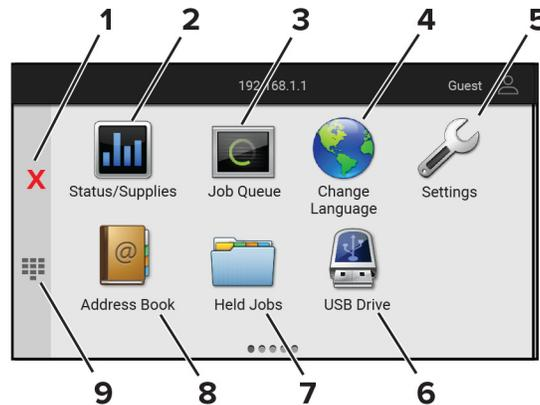 1 2 3 4 5
192.168.1.1 Guest
X
Status/Supplies Job Queue Change Language Settings
@
Address Book Held Jobs USB Drive
9 8 7 6